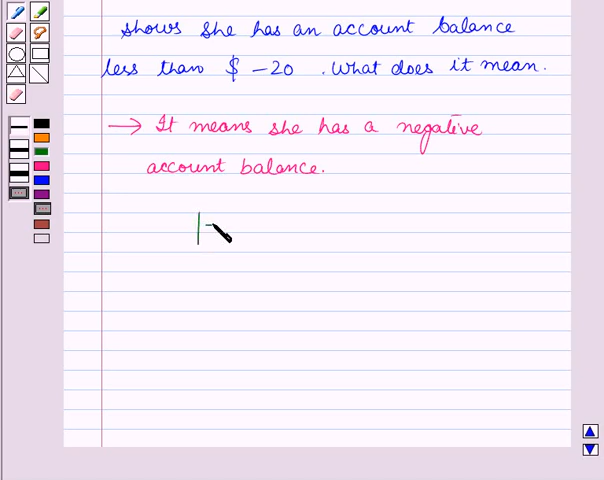 shows she has an account balance
less than $ -20 . What does it mean.
→ It means she has a negative
account balance.
|-